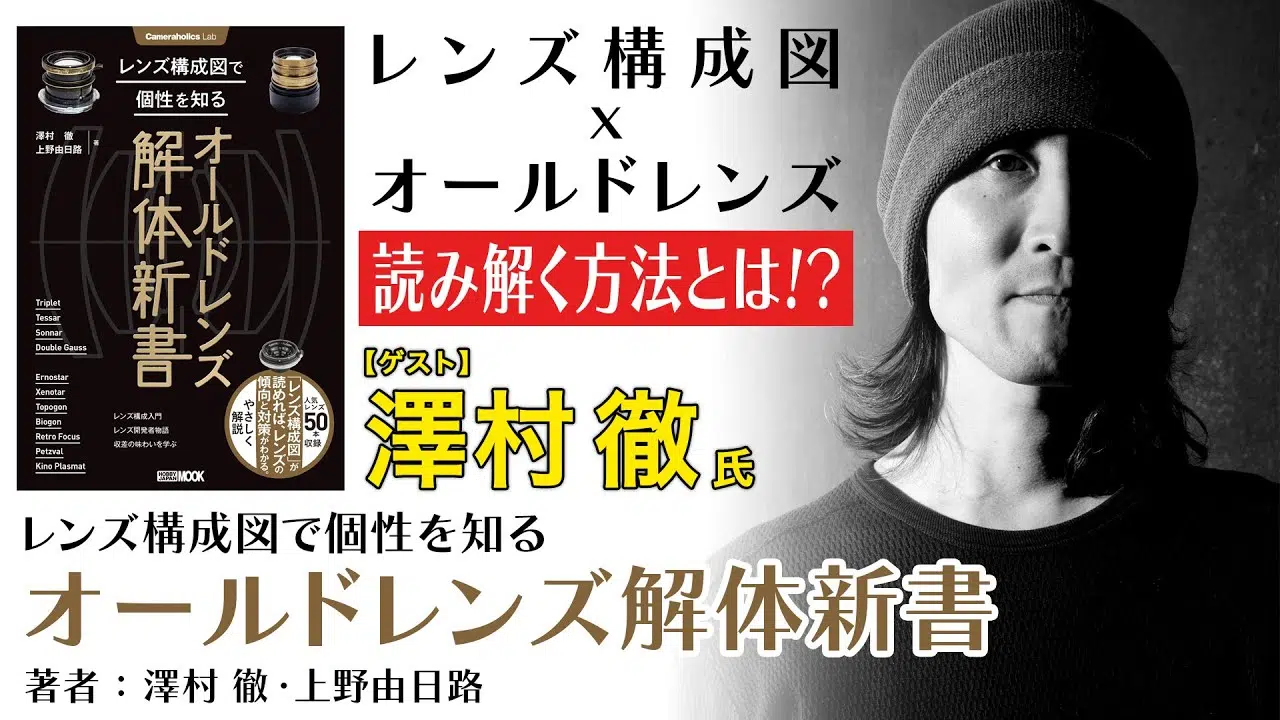 Cameraholics Lab
レンズ構成図で
個性を知る
澤村 徹
上野由日路
著
オールドレンズ
解体新書
Triplet
Tessar
Sonnar
Double Gauss
Ernostar
Xenotar
Topogon
Biogon
Retro Focus
Petzval
Kino Plasmat
レンズ構成入門
レンズ開発者物語
収差の味わいを学ぶ
人気レンズ
50本
収録
「レンズ構成図」が
読めれば、レンズの
傾向と対策がわかる。
やさしく
解説
HOBBY JAPAN MOOK
レンズ構成図
x
オールドレンズ
読み解く方法とは!?
【ゲスト】
澤村 徹 氏
レンズ構成図で個性を知る
オールドレンズ解体新書
著者：澤村 徹・上野由日路